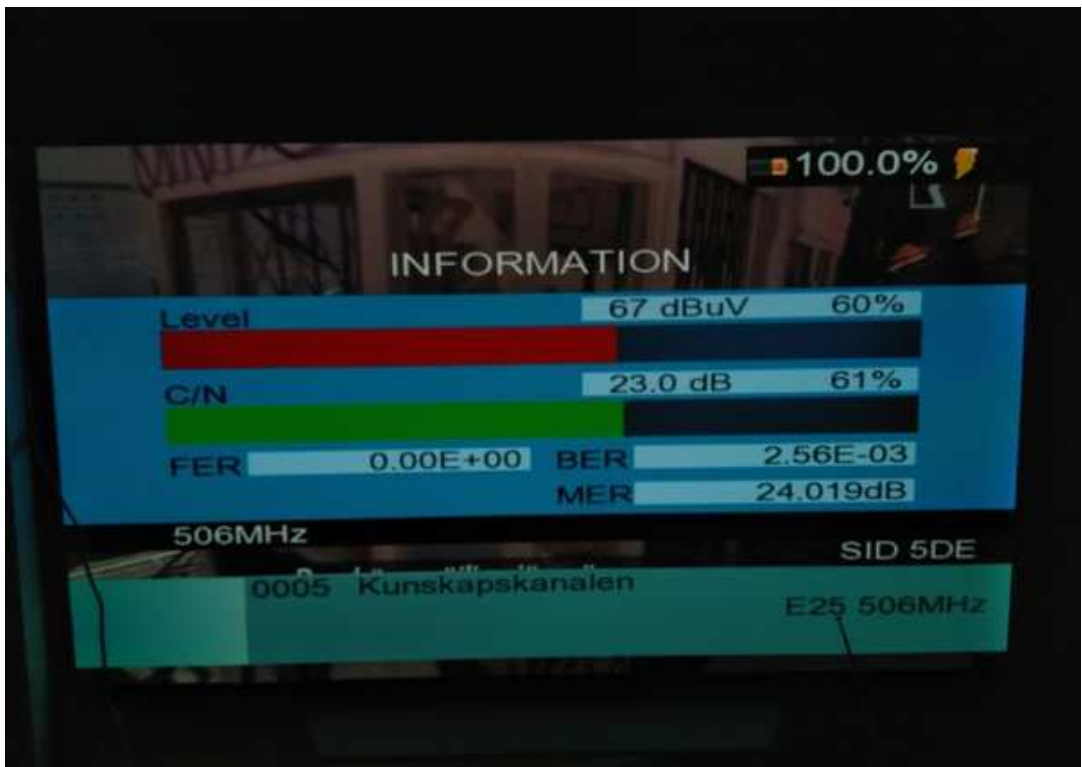 100.0%
INFORMATION
Level 67 dBuV 60%
C/N 23.0 dB 61%
FER 0.00E+00 BER 2.56E-03
MER 24.019dB
506MHz
SID 5DE
0005 Kunskapskanalen
E25 506MHz